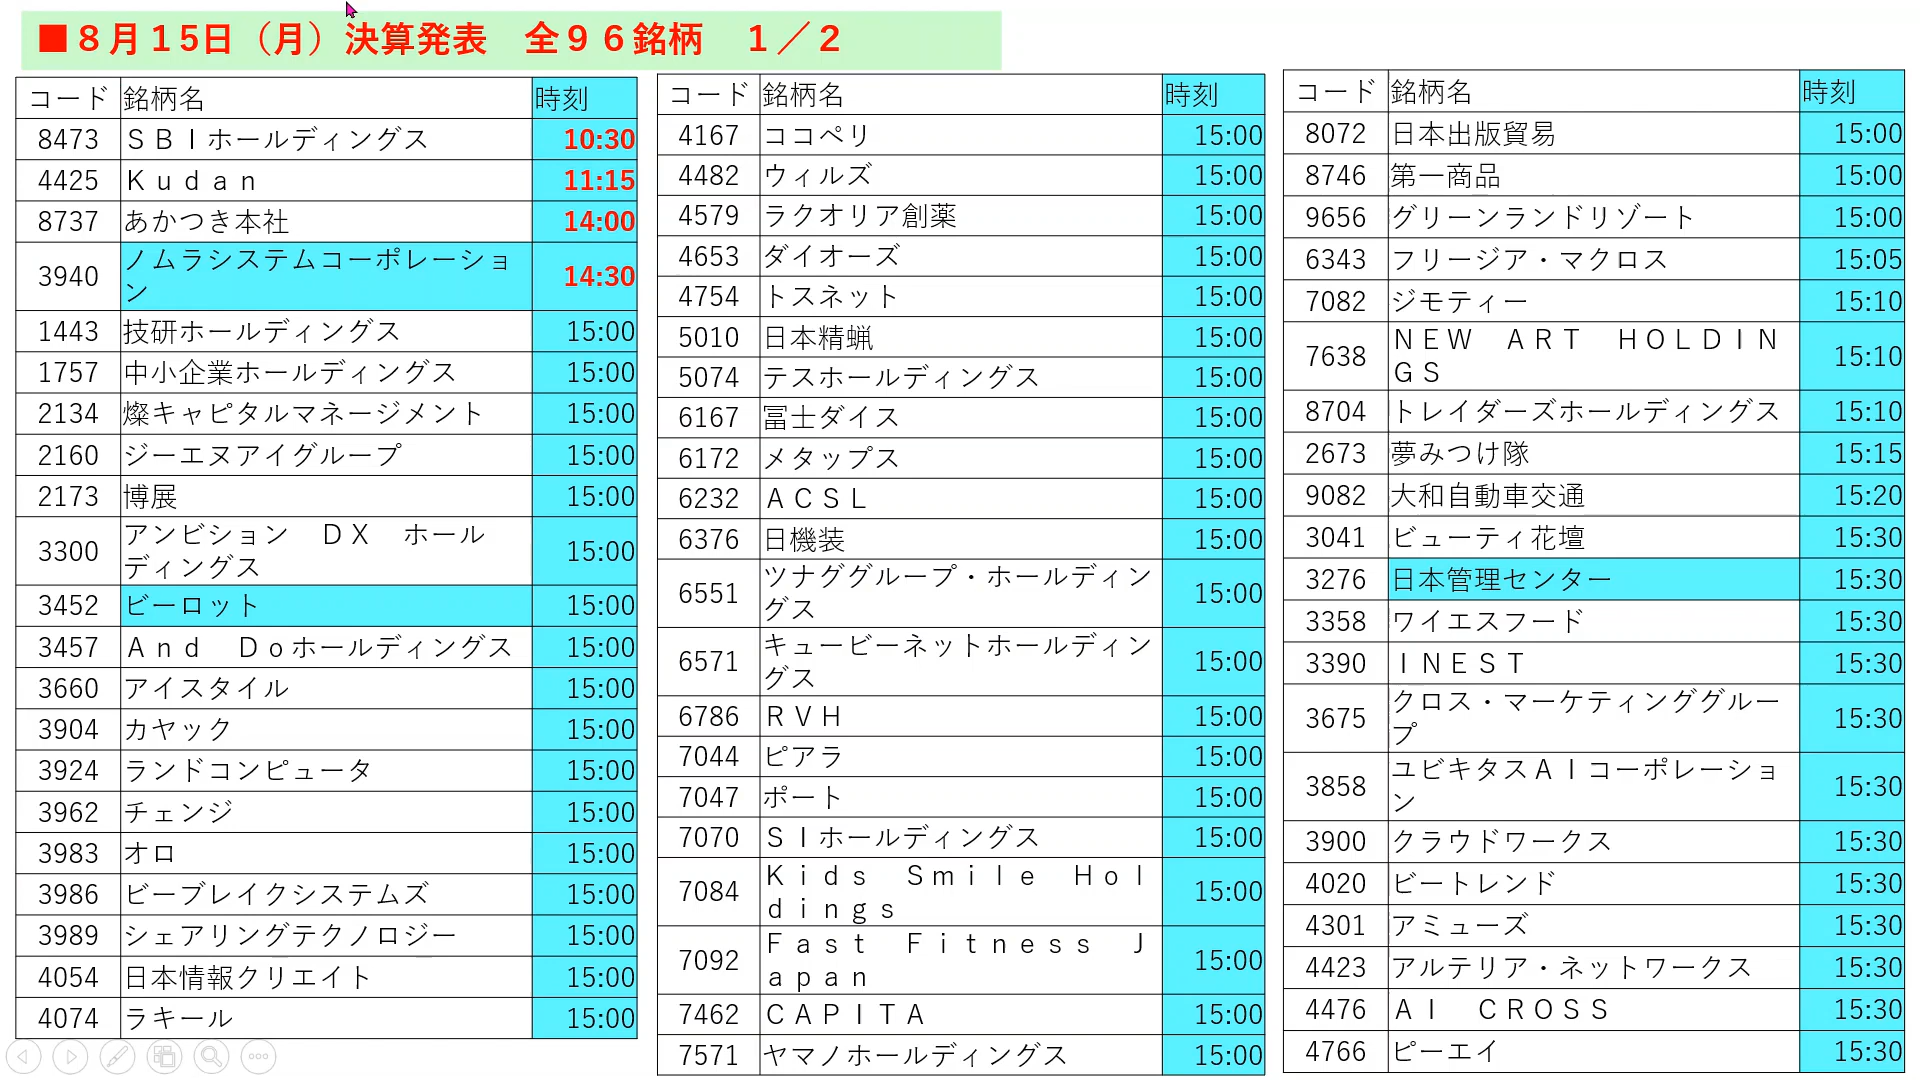 ■８月１5日（月）決算発表　全９６銘柄　１／２
コード 銘柄名 時刻
8473 ＳＢＩホールディングス 10:30
4425 Ｋｕｄａｎ 11:15
8737 あかつき本社 14:00
3940 ノムラシステムコーポレーショ
ン 14:30
1443 技研ホールディングス 15:00
1757 中小企業ホールディングス 15:00
2134 燦キャピタルマネージメント 15:00
2160 ジーエヌアイグループ 15:00
2173 博展 15:00
3300 アンビション　ＤＸ　ホール
ディングス 15:00
3452 ビーロット 15:00
3457 Ａｎｄ　Ｄｏホールディングス 15:00
3660 アイスタイル 15:00
3904 カヤック 15:00
3924 ランドコンピュータ 15:00
3962 チェンジ 15:00
3983 オロ 15:00
3986 ビーブレイクシステムズ 15:00
3989 シェアリングテクノロジー 15:00
4054 日本情報クリエイト 15:00
4074 ラキール 15:00
コード 銘柄名 時刻
4167 ココペリ 15:00
4482 ウィルズ 15:00
4579 ラクオリア創薬 15:00
4653 ダイオーズ 15:00
4754 トスネット 15:00
5010 日本精蝋 15:00
5074 テスホールディングス 15:00
6167 冨士ダイス 15:00
6172 メタップス 15:00
6232 ＡＣＳＬ 15:00
6376 日機装 15:00
6551 ツナググループ・ホールディン
グス 15:00
6571 キュービーネットホールディン
グス 15:00
6786 ＲＶＨ 15:00
7044 ピアラ 15:00
7047 ポート 15:00
7070 ＳＩホールディングス 15:00
7084 Ｋｉｄｓ　Ｓｍｉｌｅ　Ｈｏｌ
ｄｉｎｇｓ 15:00
7092 Ｆａｓｔ　Ｆｉｔｎｅｓｓ　Ｊ
ａｐａｎ 15:00
7462 ＣＡＰＩＴＡ 15:00
7571 ヤマノホールディングス 15:00
コード 銘柄名 時刻
8072 日本出版貿易 15:00
8746 第一商品 15:00
9656 グリーンランドリゾート 15:00
6343 フリージア・マクロス 15:05
7082 ジモティー 15:10
7638 ＮＥＷ　ＡＲＴ　ＨＯＬＤＩＮ
ＧＳ 15:10
8704 トレイダーズホールディングス 15:10
2673 夢みつけ隊 15:15
9082 大和自動車交通 15:20
3041 ビューティ花壇 15:30
3276 日本管理センター 15:30
3358 ワイエスフード 15:30
3390 ＩＮＥＳＴ 15:30
3675 クロス・マーケティンググルー
プ 15:30
3858 ユビキタスＡＩコーポレーショ
ン 15:30
3900 クラウドワークス 15:30
4020 ビートレンド 15:30
4301 アミューズ 15:30
4423 アルテリア・ネットワークス 15:30
4476 ＡＩ　ＣＲＯＳＳ 15:30
4766 ピーエイ 15:30